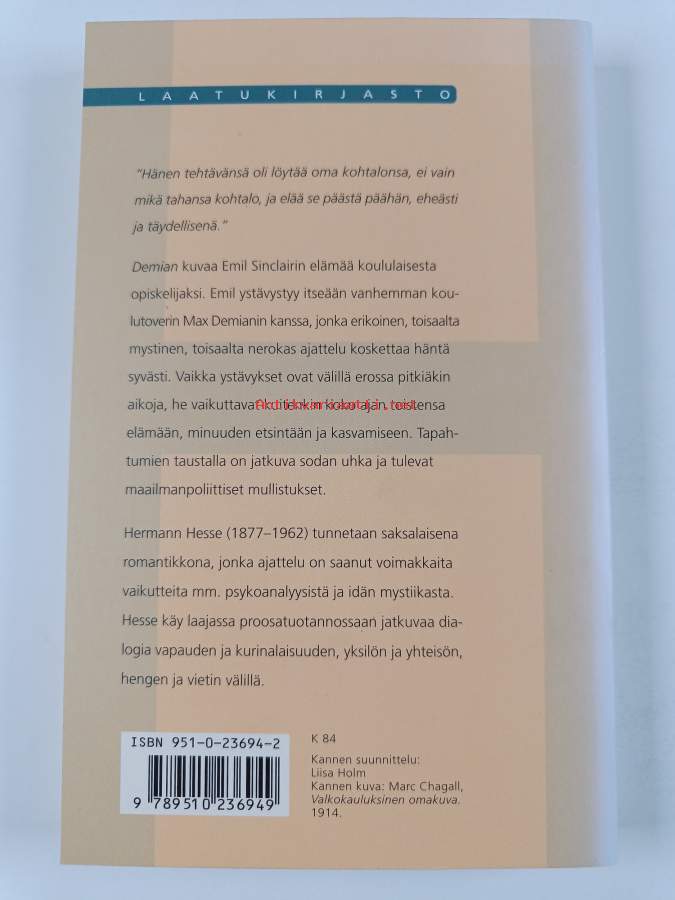 LAATUKIRJASTO
"Hänen tehtävänsä oli löytää oma kohtalonsa, ei vain
mikä tahansa kohtalo, ja elää se päästä päähän, eheästi
ja täydellisenä."
Demian kuvaa Emil Sinclairin elämää koululaisesta
opiskelijaksi. Emil ystävystyy itseään vanhemman kou-
lutoverin Max Demianin kanssa, jonka erikoinen, toisaalta
mystinen, toisaalta nerokas ajattelu koskettaa häntä
syvästi. Vaikka ystävykset ovat välillä erossa pitkiäkin
aikoja, he vaikuttavat koko ajan toistensa
elämään, minuuden etsintään ja kasvamiseen. Tapah-
tumien taustalla on jatkuva sodan uhka ja tulevat
maailmanpoliittiset mullistukset.
Hermann Hesse (1877–1962) tunnetaan saksalaisena
romantikkona, jonka ajattelu on saanut voimakkaita
vaikutteita mm. psykoanalyysistä ja idän mystiikasta.
Hesse käy laajassa proosatuotannossaan jatkuvaa dia-
logia vapauden ja kurinalaisuuden, yksilön ja yhteisön,
hengen ja vietin välillä.
ISBN 951-0-23694-2
9 789510 236949
K 84
Kannen suunnittelu:
Liisa Holm
Kannen kuva: Marc Chagall,
Valkokauluksinen omakuva.
1914.